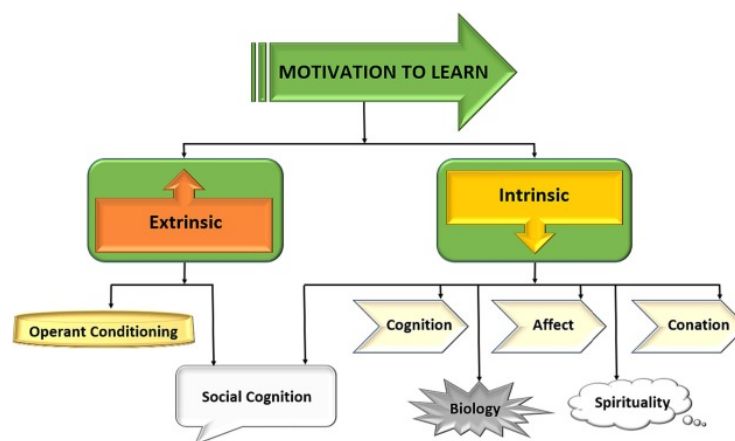 MOTIVATION TO LEARN
Extrinsic
Intrinsic
Operant Conditioning
Cognition
Affect
Conation
Social Cognition
Biology
Spirituality